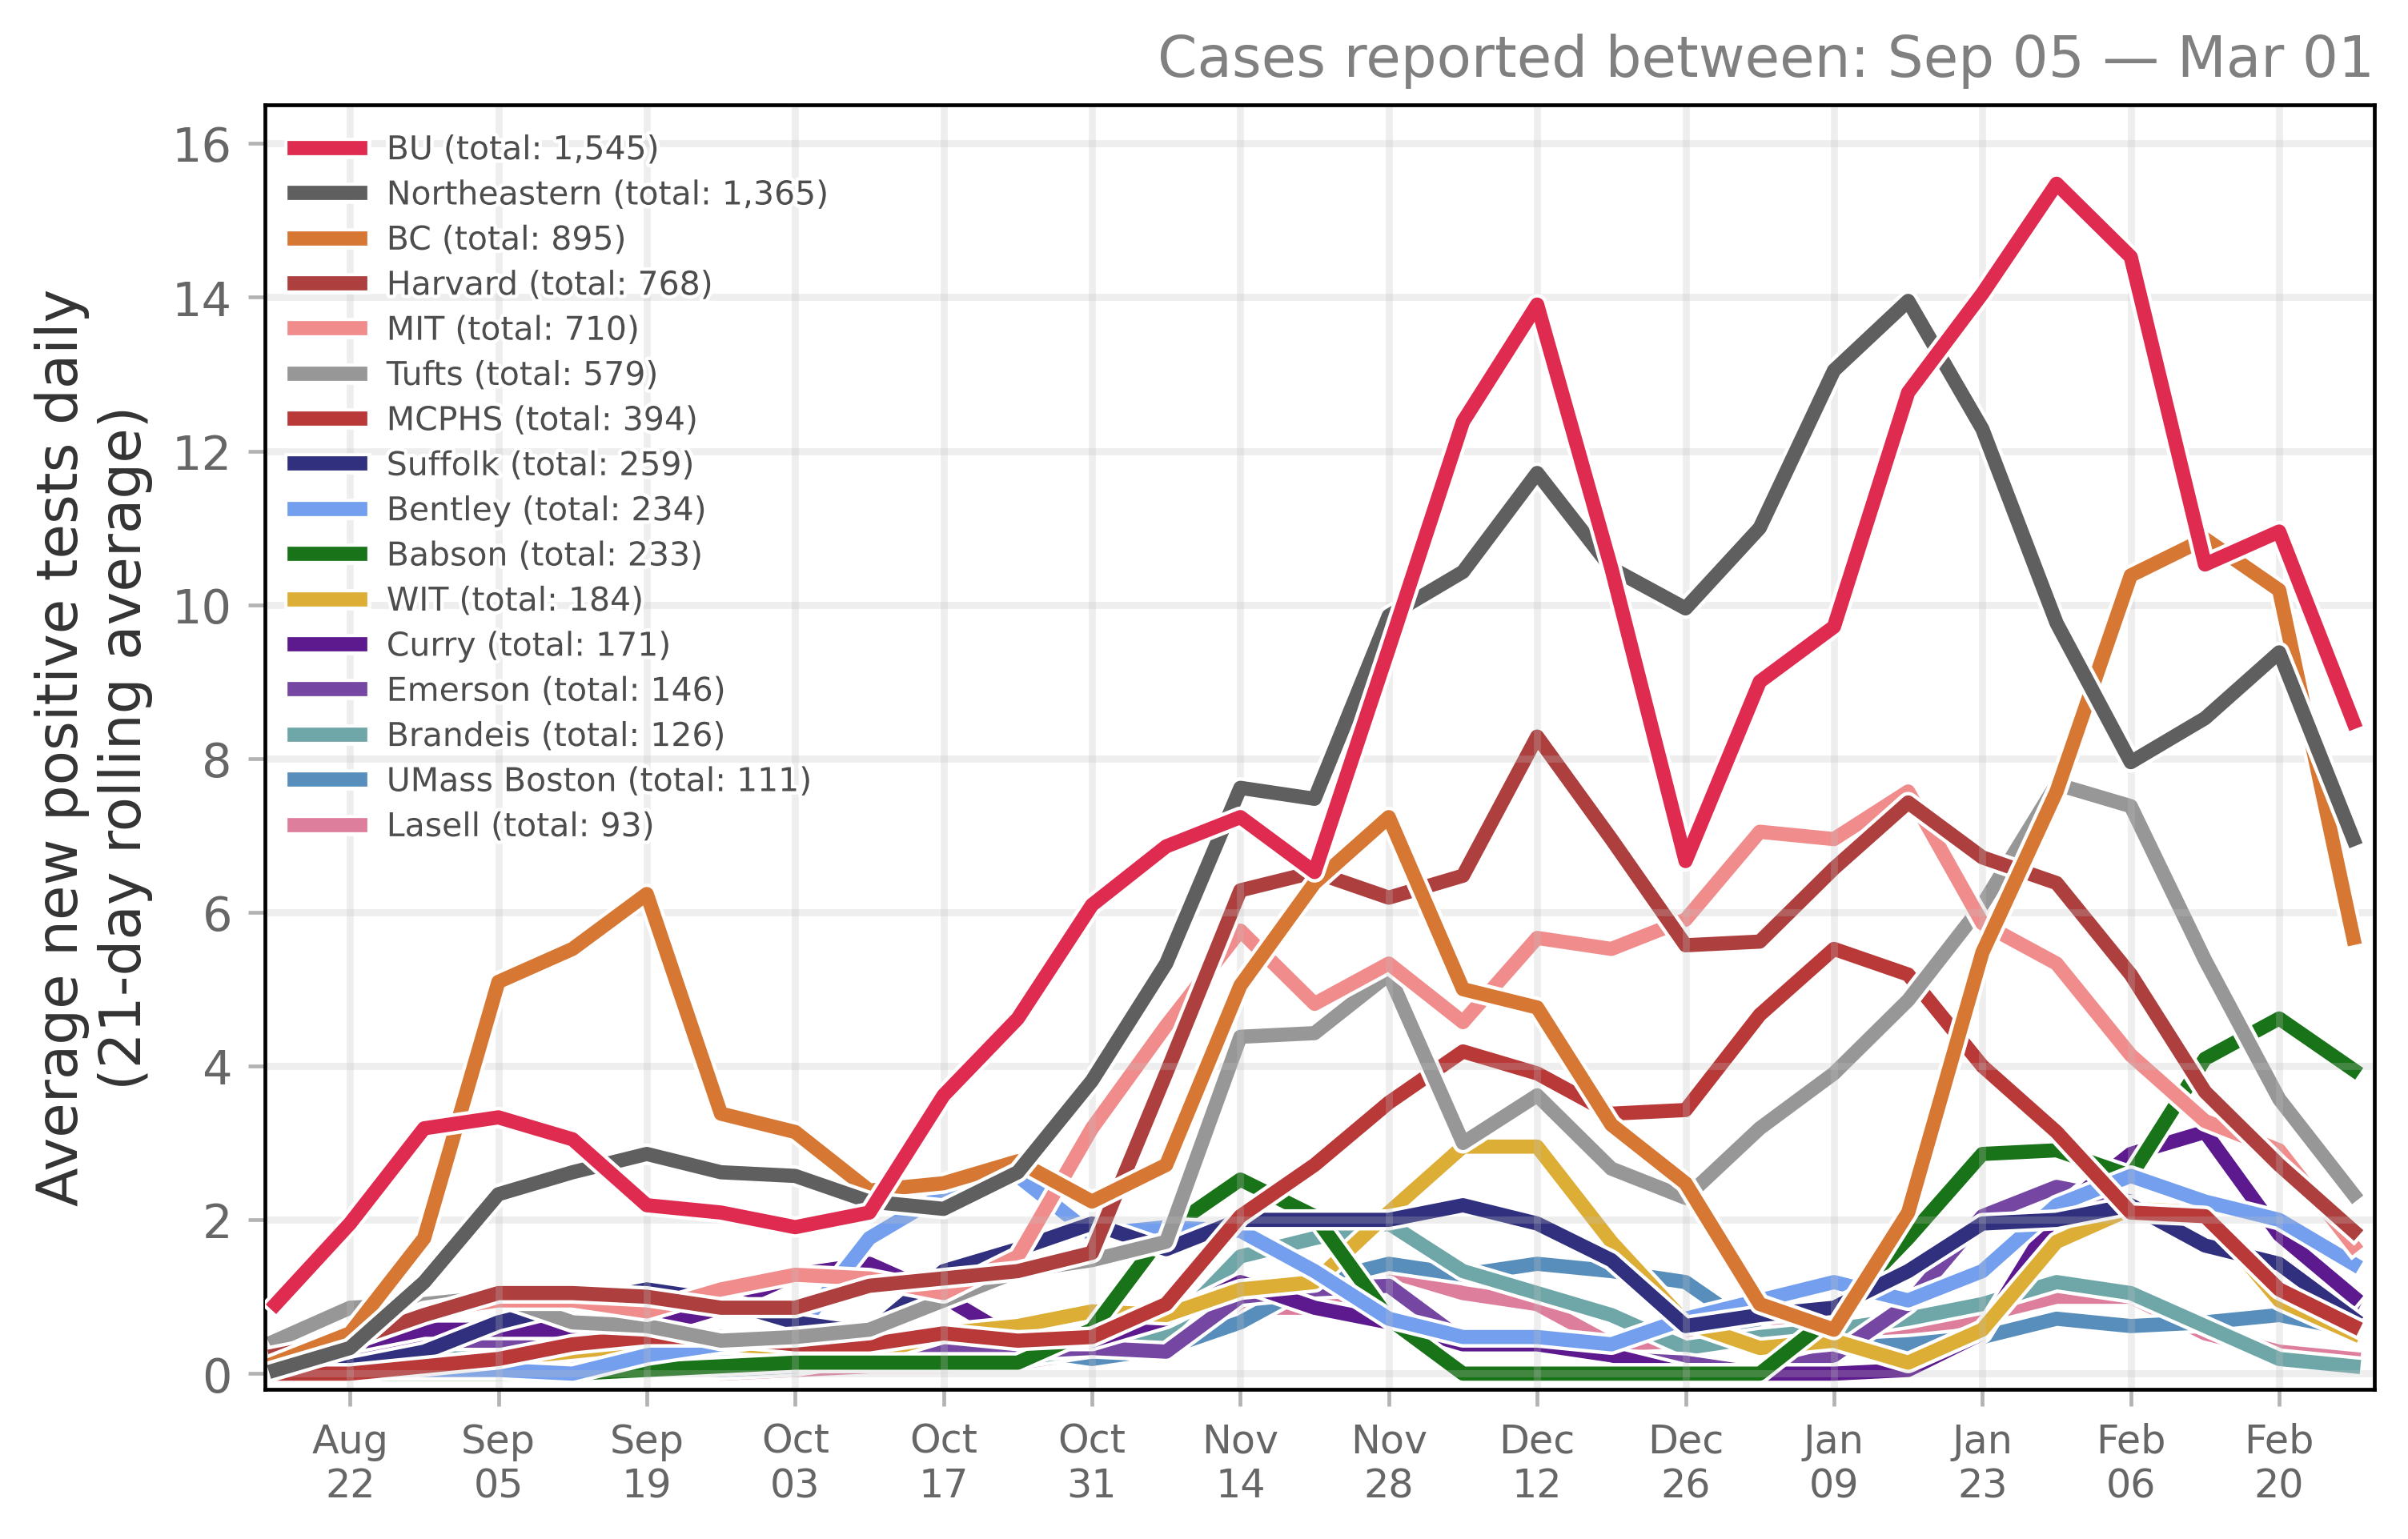 Cases reported between: Sep 05 — Mar 01
Average new positive tests daily
(21-day rolling average)
16
14
12
10
8
6
4
2
0
BU (total: 1,545)
Northeastern (total: 1,365)
BC (total: 895)
Harvard (total: 768)
MIT (total: 710)
Tufts (total: 579)
MCPHS (total: 394)
Suffolk (total: 259)
Bentley (total: 234)
Babson (total: 233)
WIT (total: 184)
Curry (total: 171)
Emerson (total: 146)
Brandeis (total: 126)
UMass Boston (total: 111)
Lasell (total: 93)
Aug Sep Sep Oct Oct Oct Nov Nov Dec Dec Jan Jan Feb Feb
22 05 19 03 17 31 14 28 12 26 09 23 06 20